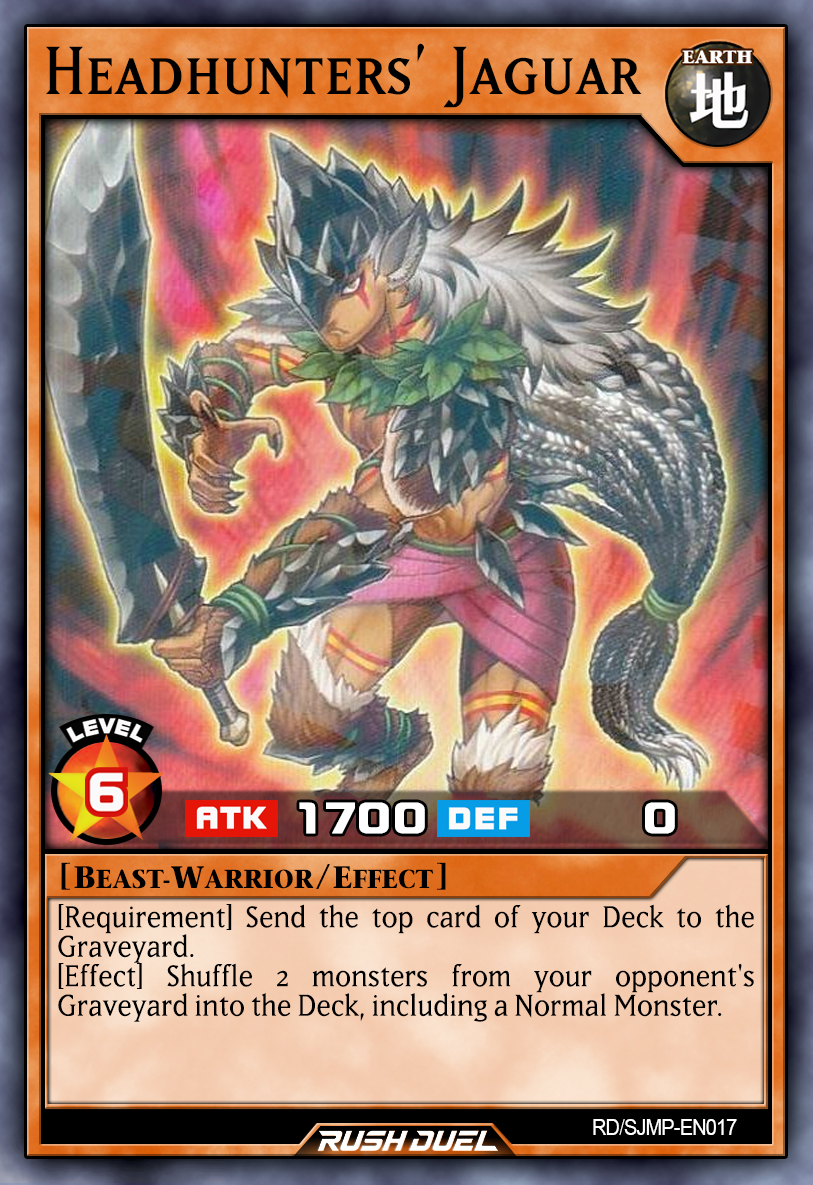 Headhunters' Jaguar
EARTH
地
LEVEL
6
ATK 1700 DEF 0
[Beast-Warrior/Effect]
[Requirement] Send the top card of your Deck to the
Graveyard.
[Effect] Shuffle 2 monsters from your opponent's
Graveyard into the Deck, including a Normal Monster.
RUSH DUEL
RD/SJMP-EN017